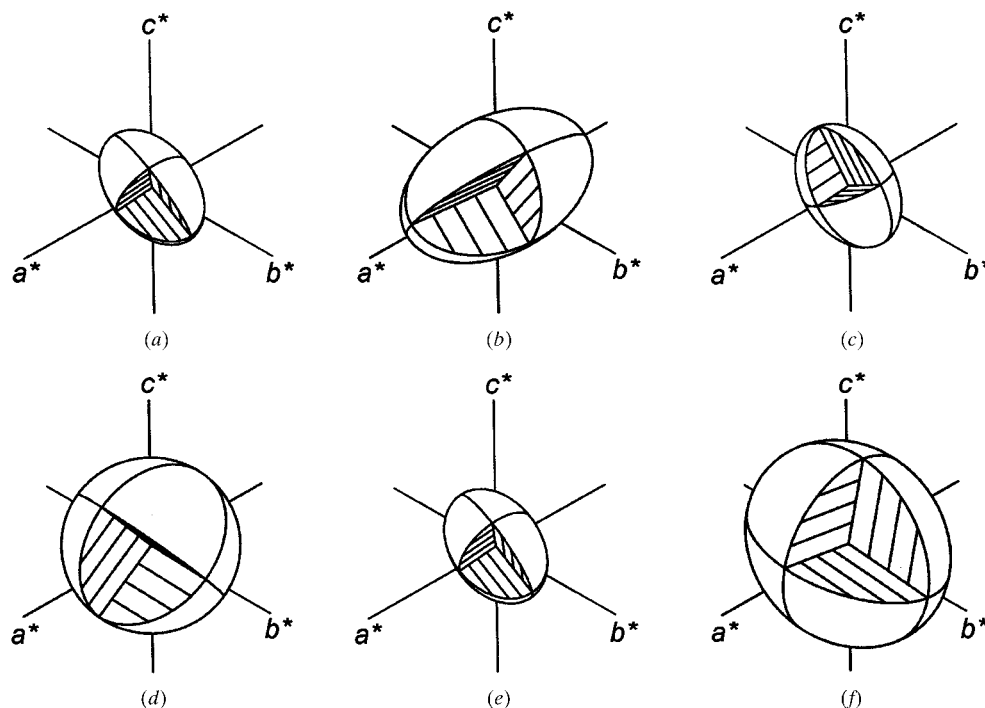 c* c* c*
a* b* a* b* a* b*
(a) (b) (c)
c* c* c*
a* b* a* b* a* b*
(d) (e) (f)